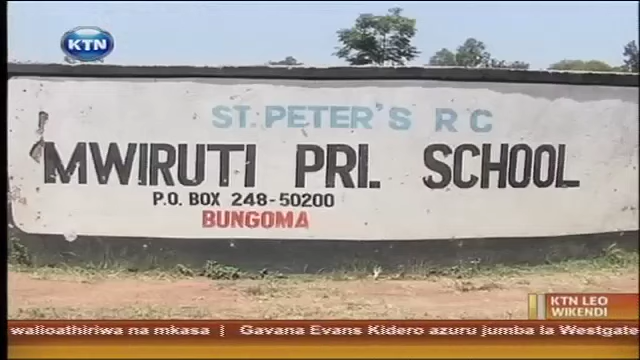 KTN
ST. PETER'S R C
MWIRUTI PRI. SCHOOL
P.O. BOX 248-50200
BUNGOMA
KTN LEO
WIKENDI
walioathiriwa na mkasa | Gavana Evans Kidero azuru jumba la Westgate